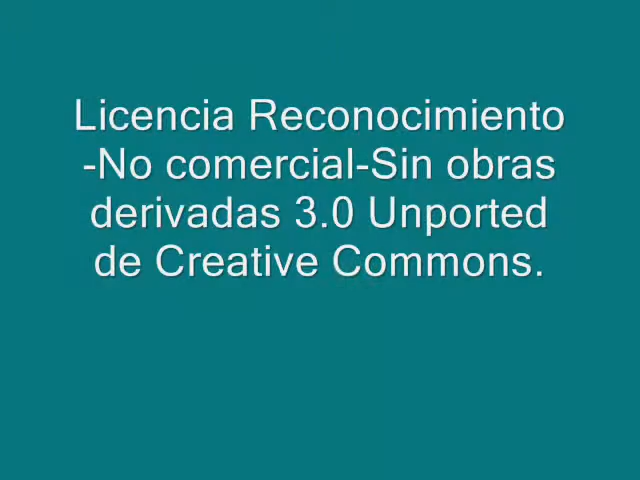 Licencia Reconocimiento
-No comercial-Sin obras
derivadas 3.0 Unported
de Creative Commons.